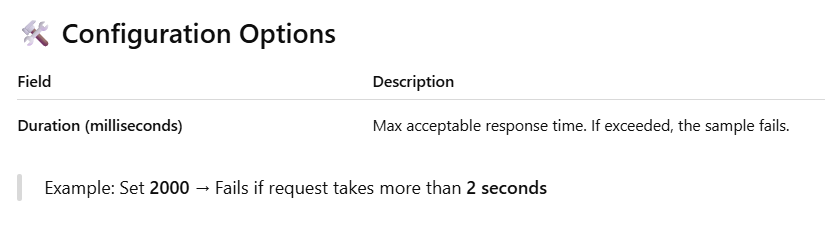 Configuration Options
Field Description
Duration (milliseconds) Max acceptable response time. If exceeded, the sample fails.
Example: Set 2000 → Fails if request takes more than 2 seconds